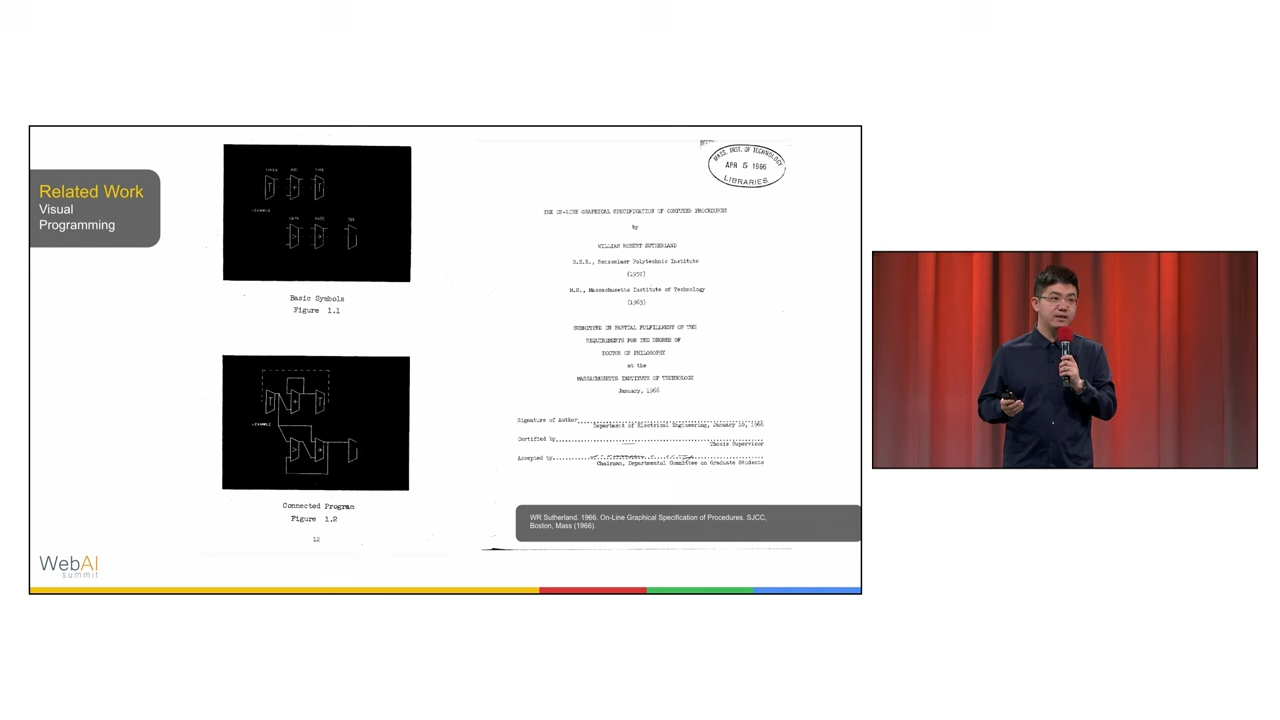 Related Work
Visual
Programming
+EXAMPLE
Basic Symbols
Figure 1.1
+EXAMPLE
Connected Program
Figure 1.2
12
MASS. INST. OF TECHNOLOGY
APR 5 1966
LIBRARIES
THE ON-LINE GRAPHICAL SPECIFICATION OF COMPUTER PROCEDURES
by
WILLIAM ROBERT SUTHERLAND
Rensselaer Polytechnic Institute
M.S., Massachusetts Institute of Technology
(1963)
SUBMITTED IN PARTIAL FULFILLMENT OF THE
REQUIREMENTS FOR THE DEGREE OF
DOCTOR OF PHILOSOPHY
at the
MASSACHUSETTS INSTITUTE OF TECHNOLOGY
January, 1966
Signature of Author
Department of Electrical Engineering, January 10, 1966
Certified by
Thesis Supervisor
Accepted by
Chairman, Departmental Committee on Graduate Students
WR Sutherland. 1966. On-Line Graphical Specification of Procedures. SJCC,
Boston, Mass (1966).
WebAI
summit